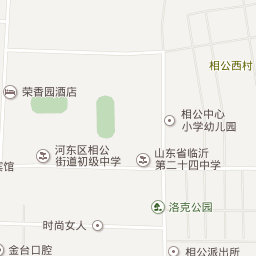 相公西村
荣香园酒店
相公中心
小学幼儿园
河东区相公
街道初级中学
山东省临沂
第二十四中学
宾馆
洛克公园
时尚女人
金台口腔
相公派出所